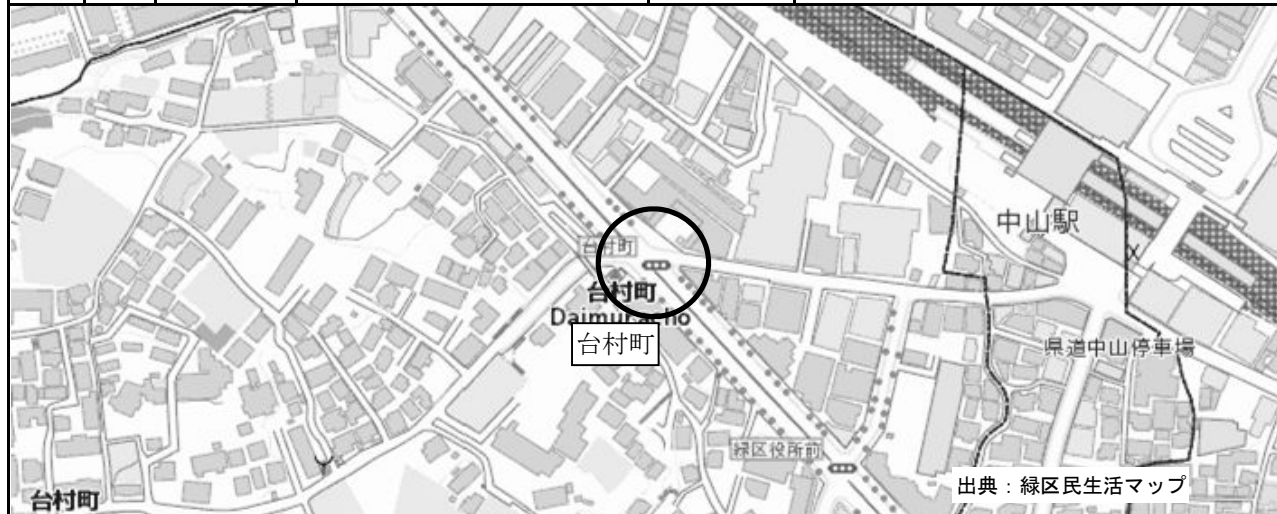 中山駅
台村町
台村町
Daimuracho
台村町
県道中山停車場
緑区役所前
出典：緑区民生活マップ
台村町